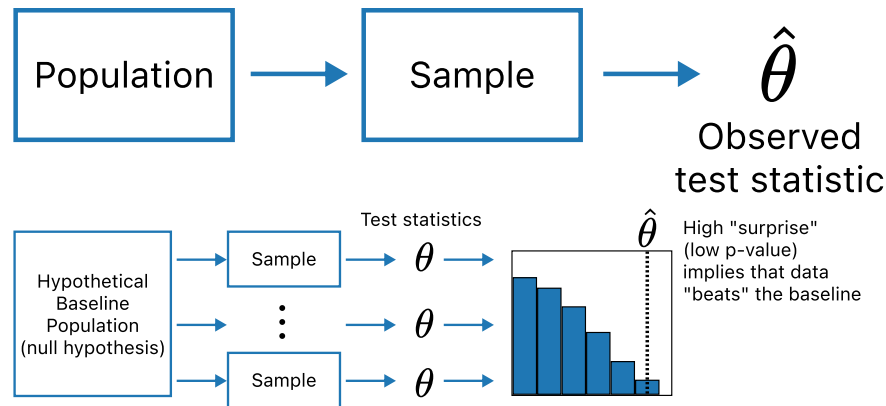 Population
Sample
θ̂
Observed
test statistic
Test statistics
Hypothetical
Baseline
Population
(null hypothesis)
Sample
θ
⋮
θ
Sample
θ
θ̂
High "surprise"
(low p-value)
implies that data
"beats" the baseline